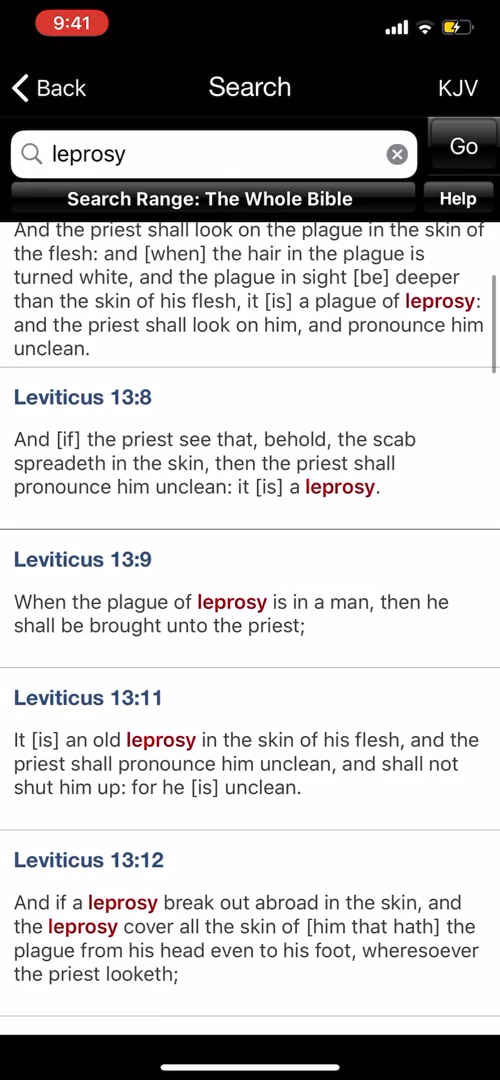 9:41
Back
Search
KJV
leprosy
Go
Search Range: The Whole Bible
Help
And the priest shall look on the plague in the skin of
the flesh: and [when] the hair in the plague is
turned white, and the plague in sight [be] deeper
than the skin of his flesh, it [is] a plague of leprosy:
and the priest shall look on him, and pronounce him
unclean.
Leviticus 13:8
And [if] the priest see that, behold, the scab
spreadeth in the skin, then the priest shall
pronounce him unclean: it [is] a leprosy.
Leviticus 13:9
When the plague of leprosy is in a man, then he
shall be brought unto the priest;
Leviticus 13:11
It [is] an old leprosy in the skin of his flesh, and the
priest shall pronounce him unclean, and shall not
shut him up: for he [is] unclean.
Leviticus 13:12
And if a leprosy break out abroad in the skin, and
the leprosy cover all the skin of [him that hath] the
plague from his head even to his foot, wheresoever
the priest looketh;